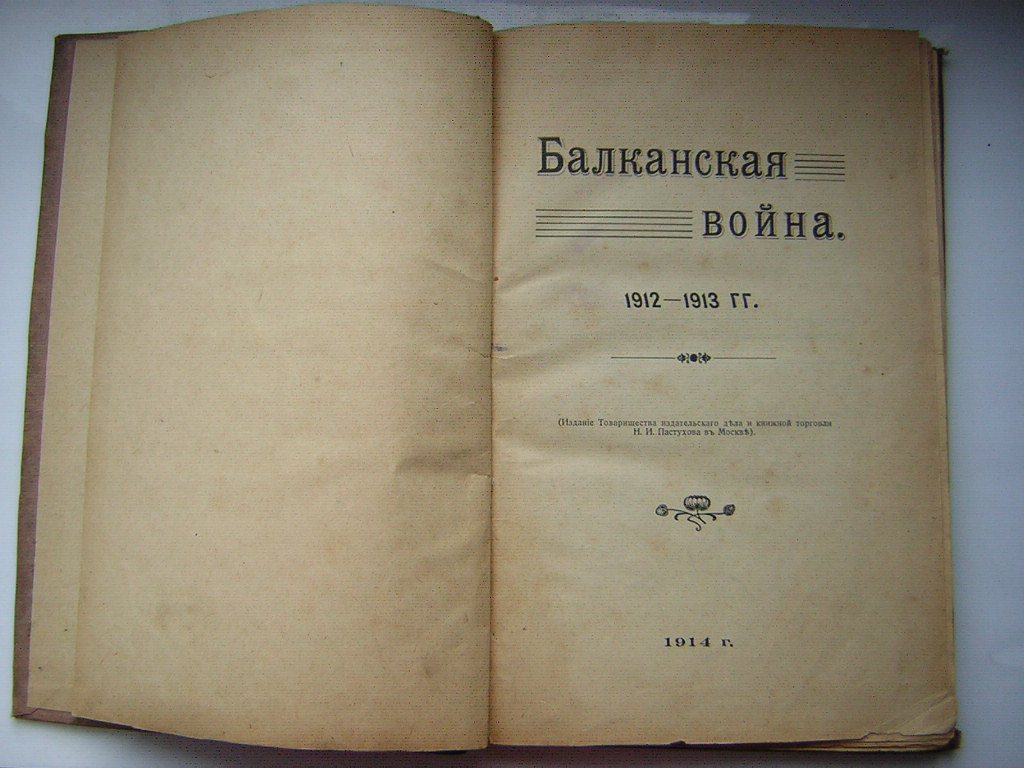 Балканская
война.
1912—1913 гг.
(Изданіе Товарищества издательскаго дѣла и книжной торговли
Н. И. Пастухова въ Москвѣ).
1914 г.